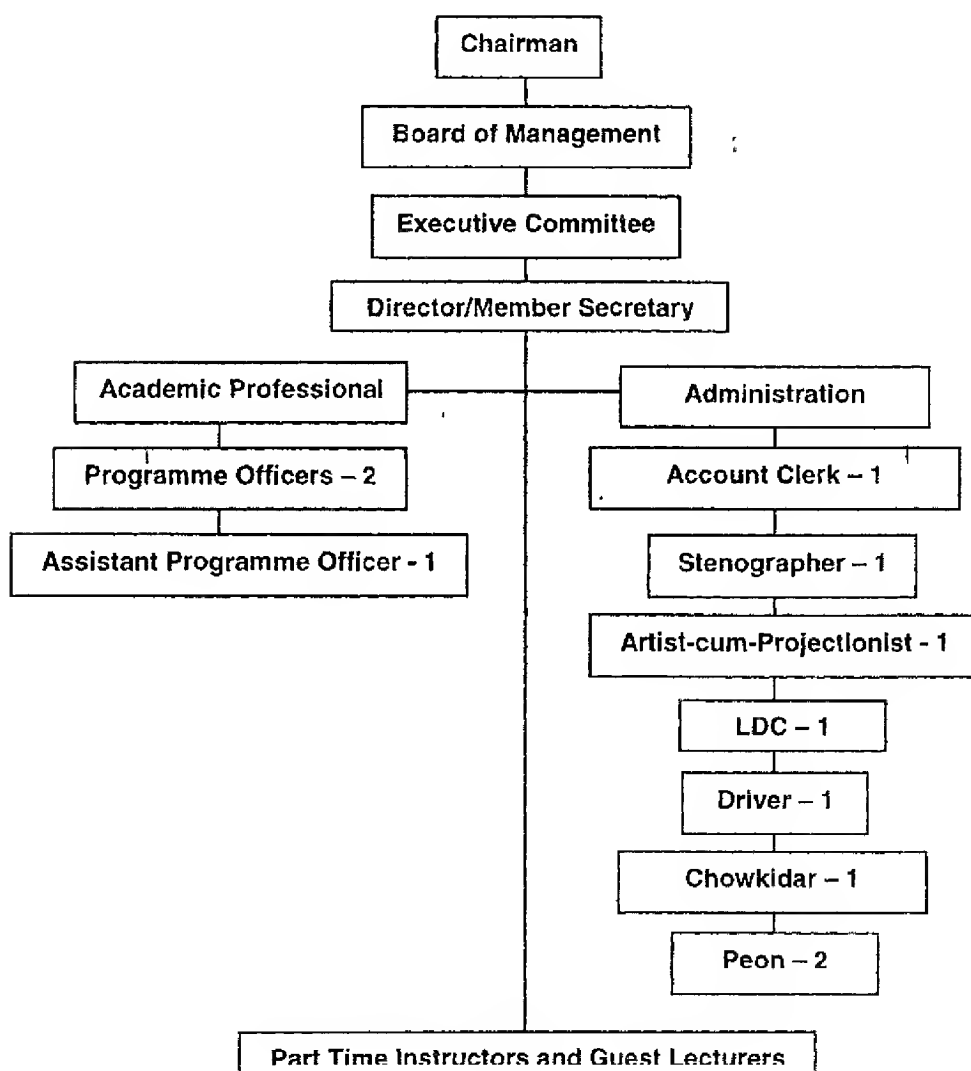 Chairman
Board of Management
Executive Committee
Director/Member Secretary
Academic Professional
Programme Officers – 2
Assistant Programme Officer - 1
Administration
Account Clerk – 1
Stenographer – 1
Artist-cum-Projectionist - 1
LDC – 1
Driver – 1
Chowkidar – 1
Peon – 2
Part Time Instructors and Guest Lecturers